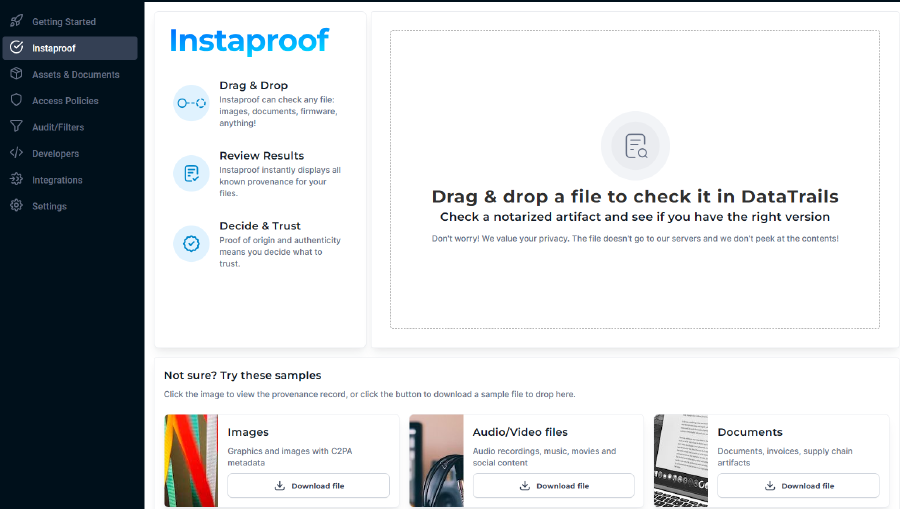 Getting Started
Instaproof
Assets & Documents
Access Policies
Audit/Filters
Developers
Integrations
Settings
Instaproof
Drag & Drop
Instaproof can check any file:
images, documents, firmware,
anything!
Review Results
Instaproof instantly displays all
known provenance for your
files.
Decide & Trust
Proof of origin and authenticity
means you decide what to
trust.
Drag & drop a file to check it in DataTrails
Check a notarized artifact and see if you have the right version
Don't worry! We value your privacy. The file doesn't go to our servers and we don't peek at the contents!
Not sure? Try these samples
Click the image to view the provenance record, or click the button to download a sample file to drop here.
Images
Graphics and images with C2PA
metadata
Download file
Audio/Video files
Audio recordings, music, movies and
social content
Download file
Documents
Documents, invoices, supply chain
artifacts
Download file